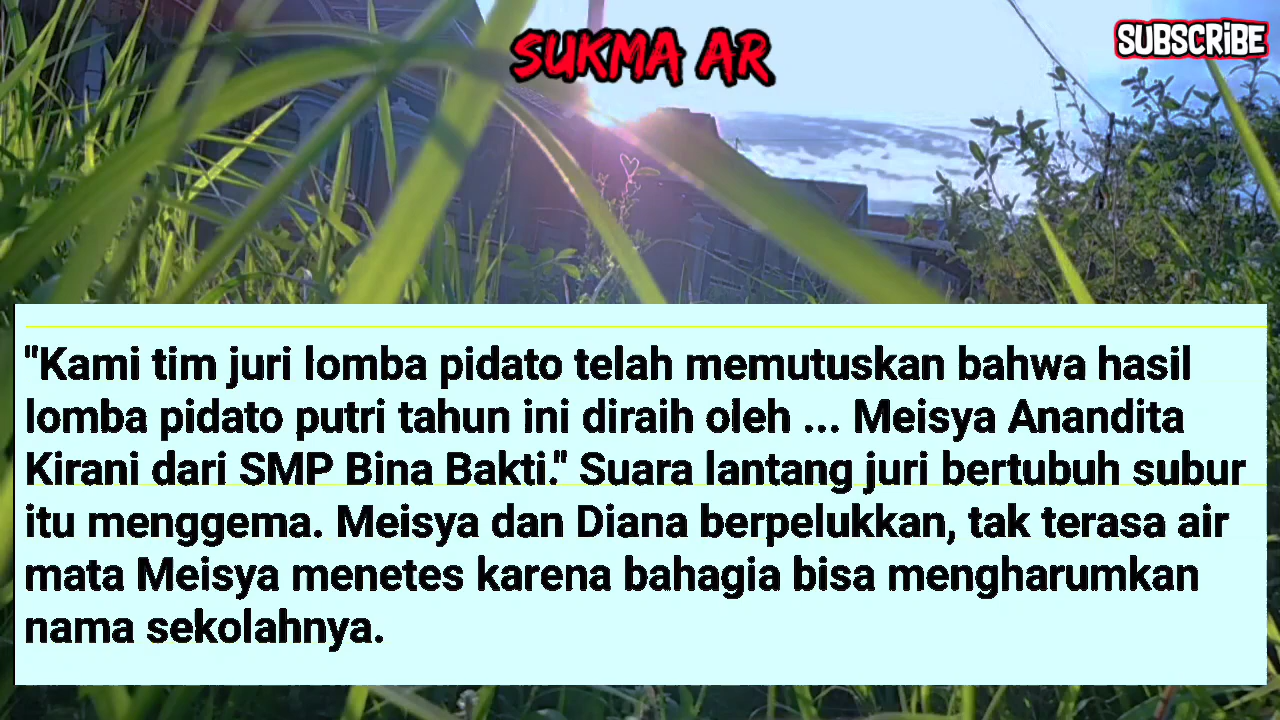 SUKMA AR
SUBSCRIBE
"Kami tim juri lomba pidato telah memutuskan bahwa hasil
lomba pidato putri tahun ini diraih oleh ... Meisya Anandita
Kirani dari SMP Bina Bakti." Suara lantang juri bertubuh subur
itu menggema. Meisya dan Diana berpelukkan, tak terasa air
mata Meisya menetes karena bahagia bisa mengharumkan
nama sekolahnya.